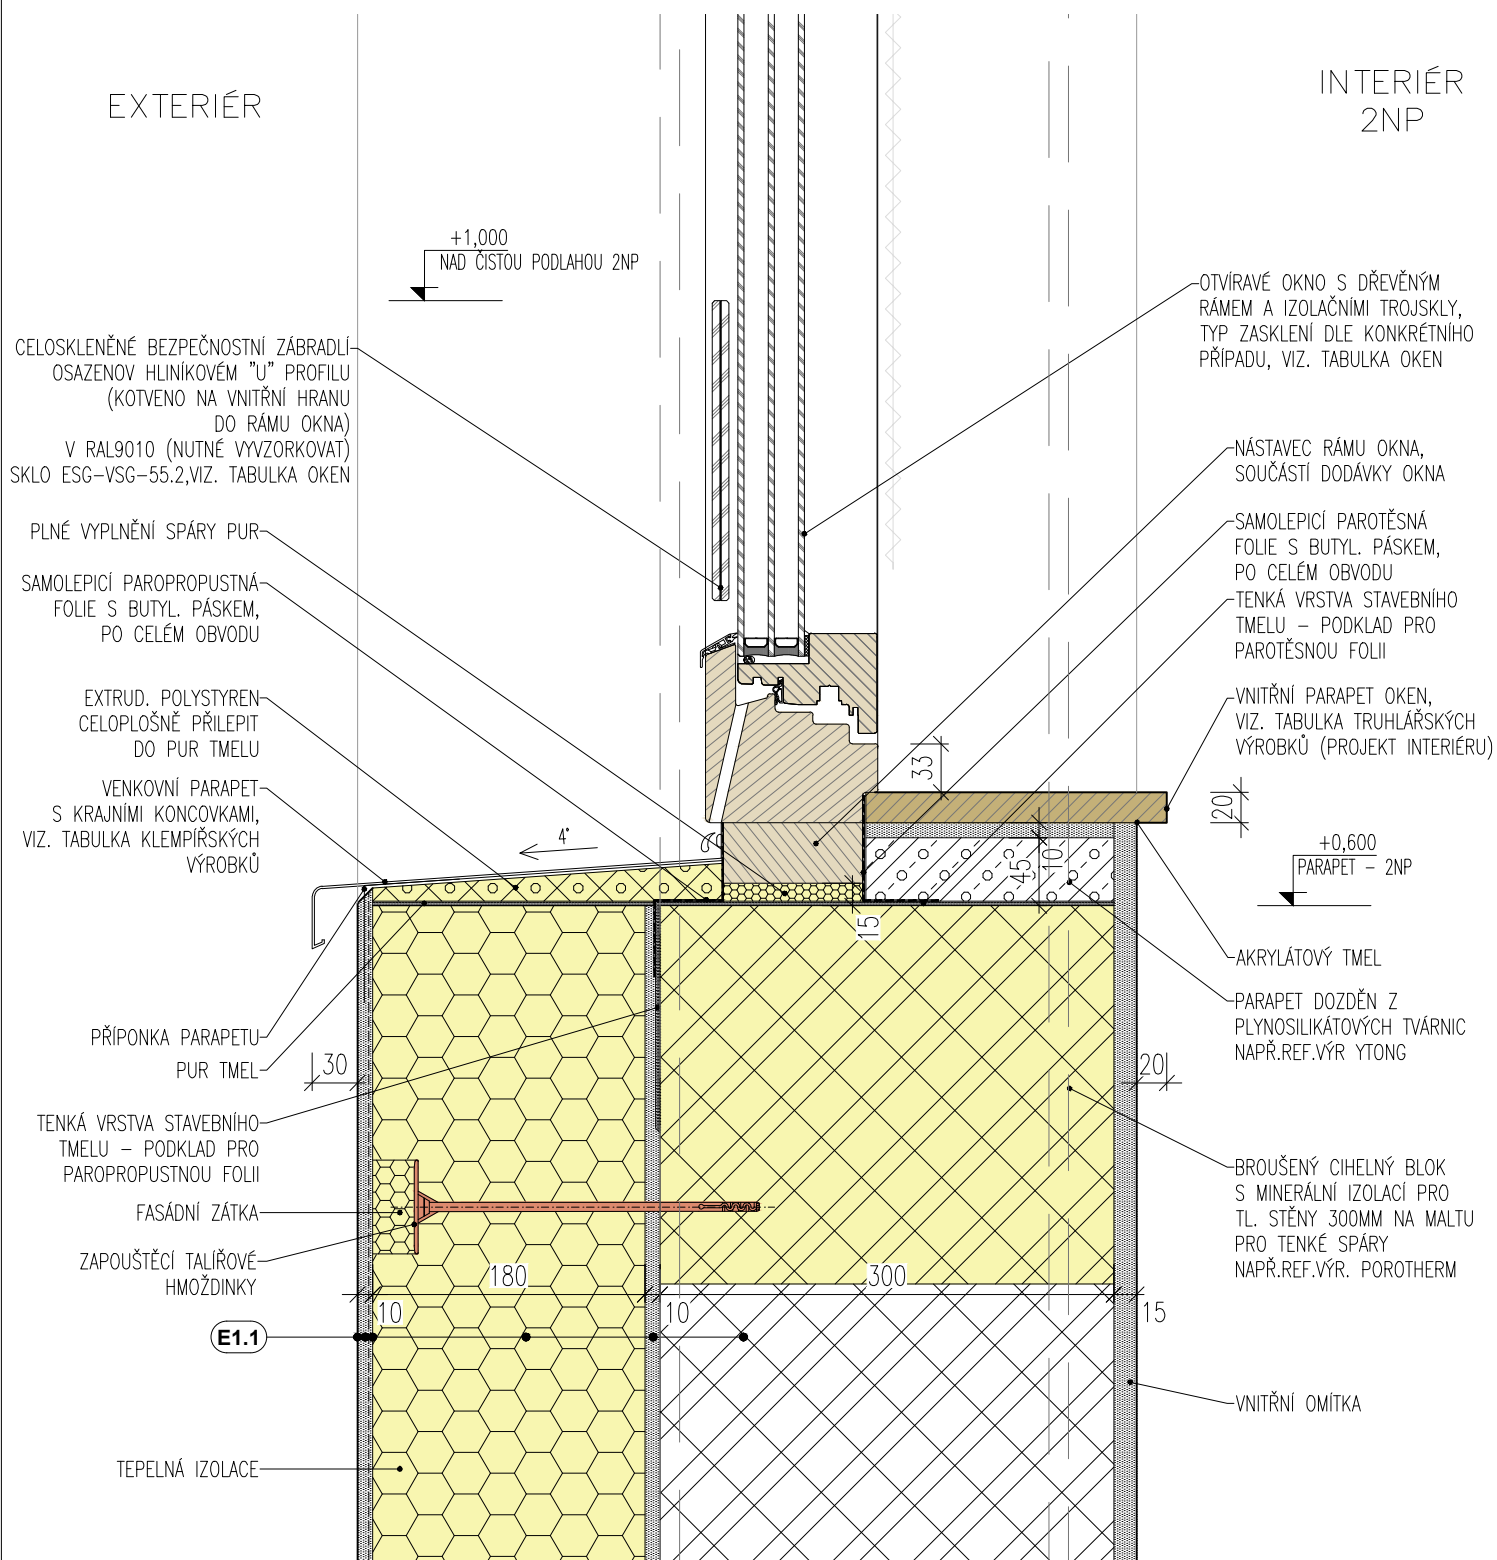 EXTERIÉR
INTERIÉR
2NP
+1,000
NAD ČISTOU PODLAHOU 2NP
CELOSKLENĚNÉ BEZPEČNOSTNÍ ZÁBRADLÍ
OSAZENOV HLINÍKOVÉM "U" PROFILU
(KOTVENO NA VNITŘNÍ HRANU
DO RÁMU OKNA)
V RAL9010 (NUTNÉ VYVZORKOVAT)
SKLO ESG-VSG-55.2,VIZ. TABULKA OKEN
PLNÉ VYPLNĚNÍ SPÁRY PUR
SAMOLEPICÍ PAROPROPUSTNÁ
FOLIE S BUTYL. PÁSKEM,
PO CELÉM OBVODU
EXTRUD. POLYSTYREN
CELOPLOŠNĚ PŘILEPIT
DO PUR TMELU
VENKOVNÍ PARAPET
S KRAJNÍMI KONCOVKAMI,
VIZ. TABULKA KLEMPÍŘSKÝCH
VÝROBKŮ
4°
PŘÍPONKA PARAPETU
PUR TMEL
30
TENKÁ VRSTVA STAVEBNÍHO
TMELU – PODKLAD PRO
PAROPROPUSTNOU FOLII
FASÁDNÍ ZÁTKA
ZAPOUŠTĚCÍ TALÍŘOVÉ
HMOŽDINKY
E1.1
TEPELNÁ IZOLACE
OTVÍRAVÉ OKNO S DŘEVĚNÝM
RÁMEM A IZOLAČNÍMI TROJSKLY,
TYP ZASKLENÍ DLE KONKRÉTNÍHO
PŘÍPADU, VIZ. TABULKA OKEN
NÁSTAVEC RÁMU OKNA,
SOUČÁSTÍ DODÁVKY OKNA
SAMOLEPICÍ PAROTĚSNÁ
FOLIE S BUTYL. PÁSKEM,
PO CELÉM OBVODU
TENKÁ VRSTVA STAVEBNÍHO
TMELU – PODKLAD PRO
PAROTĚSNOU FOLII
VNITŘNÍ PARAPET OKEN,
VIZ. TABULKA TRUHLÁŘSKÝCH
VÝROBKŮ (PROJEKT INTERIÉRU)
33
20
45
10
15
+0,600
PARAPET – 2NP
AKRYLÁTOVÝ TMEL
PARAPET DOZDĚN Z
PLYNOSILIKÁTOVÝCH TVÁRNIC
NAPŘ.REF.VÝR YTONG
20
BROUŠENÝ CIHELNÝ BLOK
S MINERÁLNÍ IZOLACÍ PRO
TL. STĚNY 300MM NA MALTU
PRO TENKÉ SPÁRY
NAPŘ.REF.VÝR. POROTHERM
180
300
10
10
15
VNITŘNÍ OMÍTKA